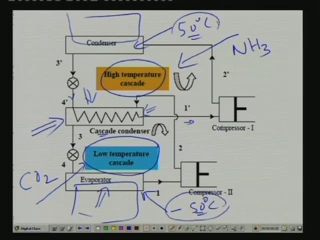 50°C
Condenser
NH3
3'
2'
High temperature
cascade
4'
1'
Cascade condenser
Compressor - I
3
Low temperature
cascade
2
CO2
4
Evaporator
1
Compressor - II
-50°C